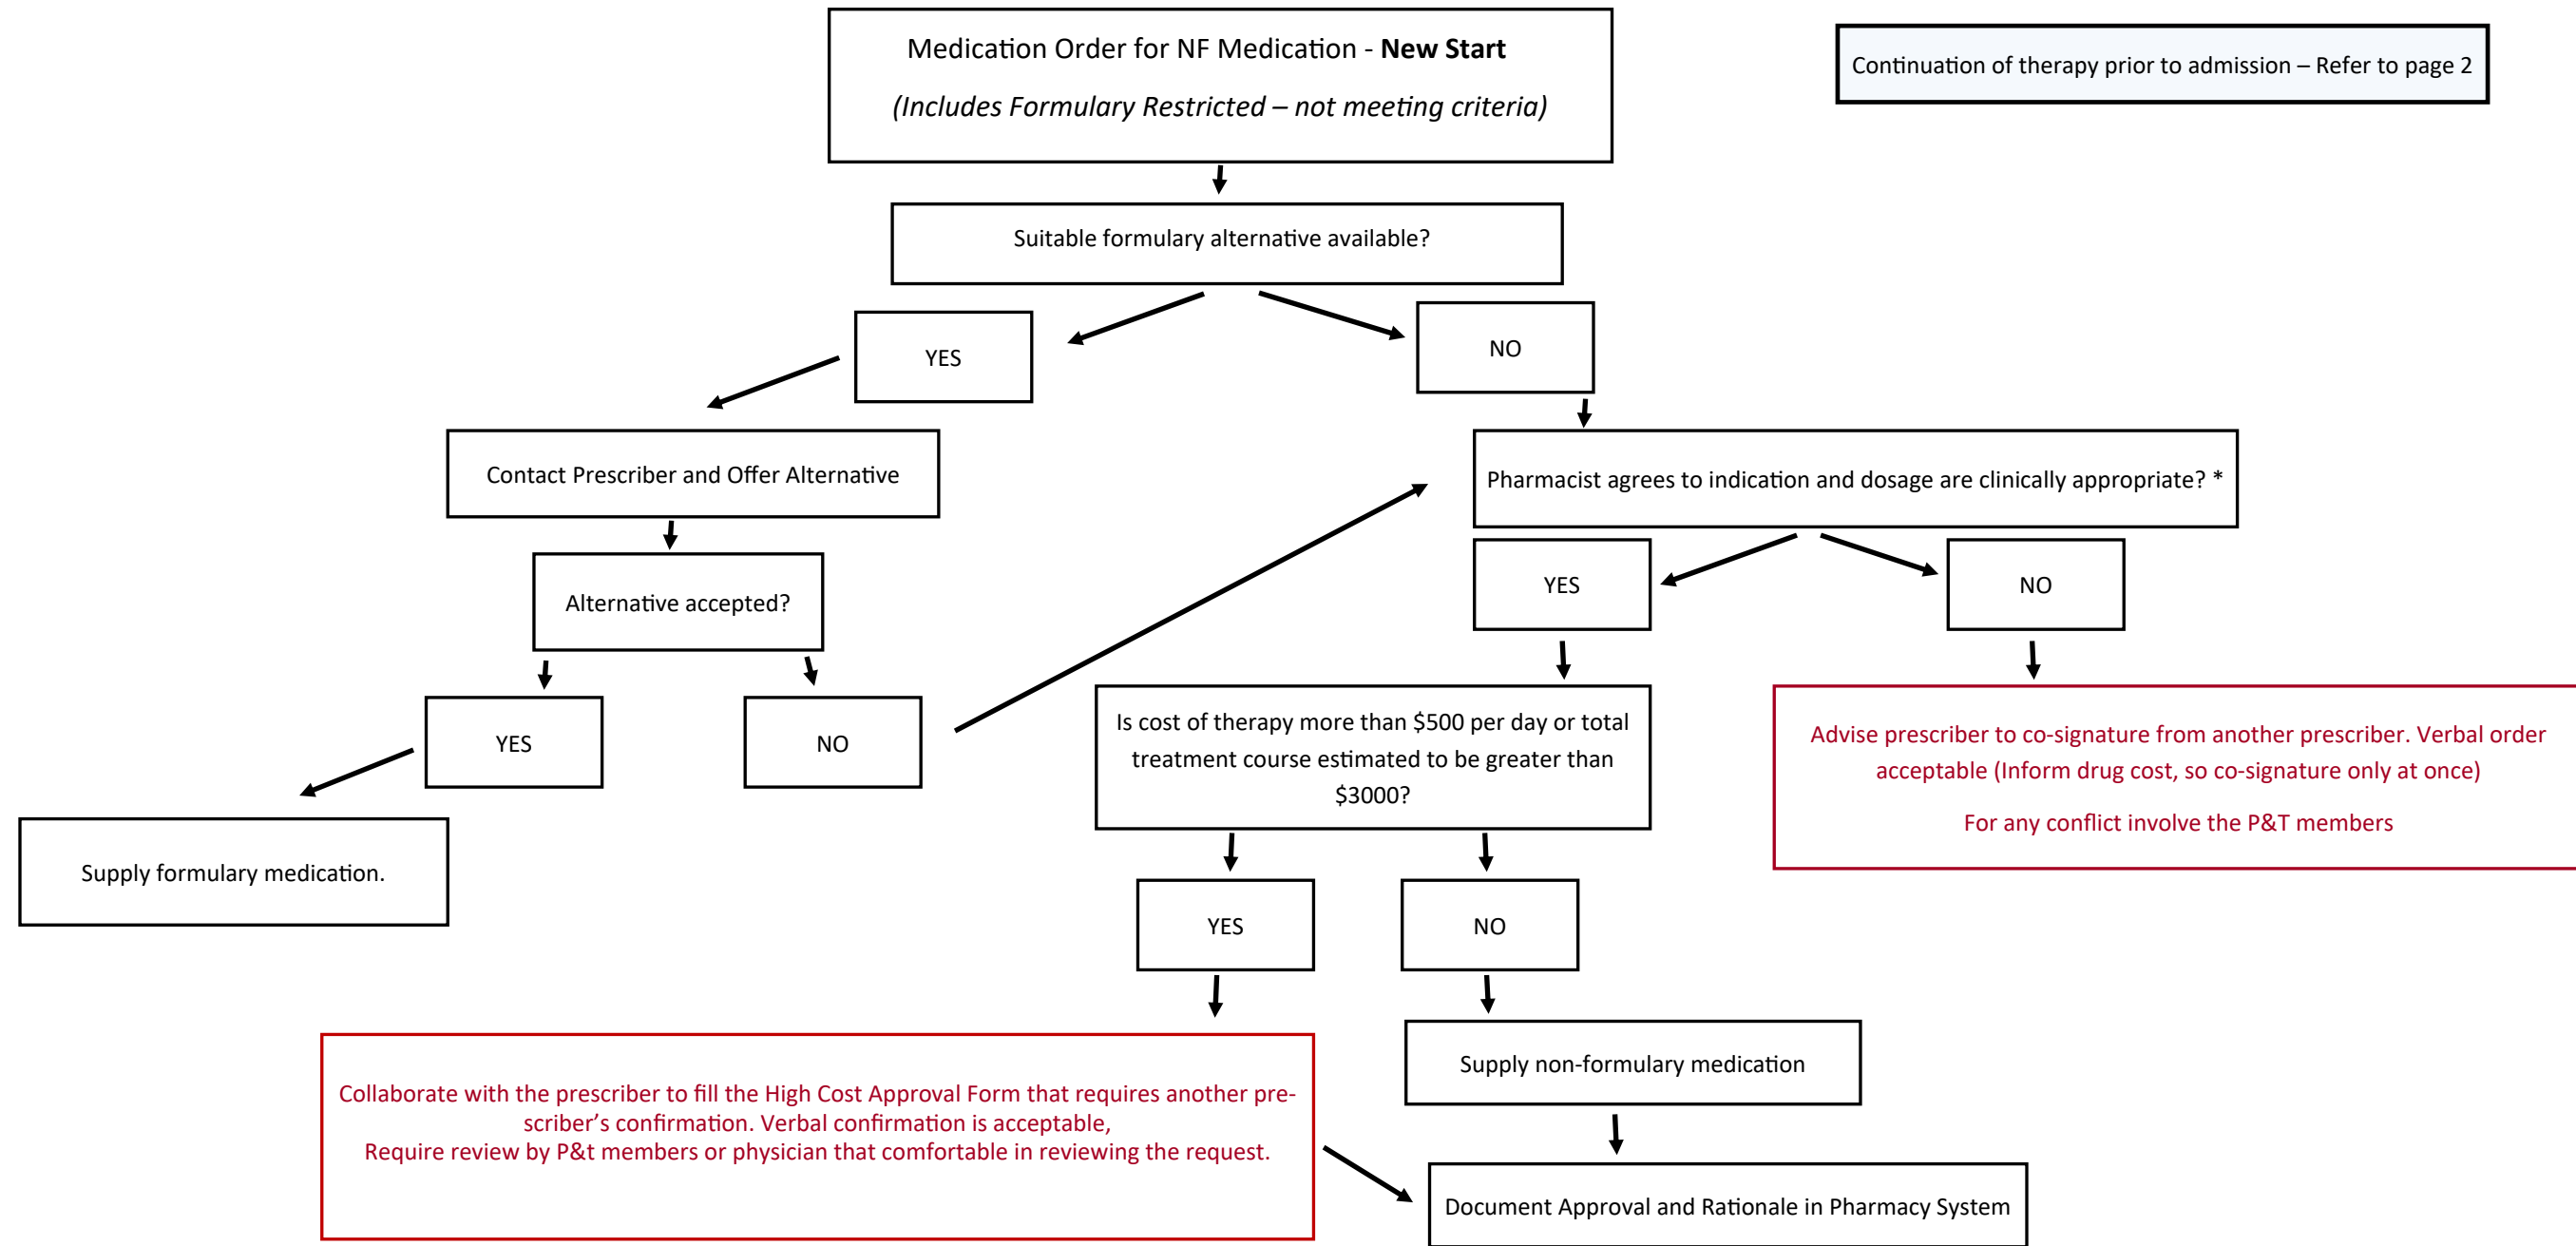 Medication Order for NF Medication - New Start
(Includes Formulary Restricted – not meeting criteria)
Continuation of therapy prior to admission – Refer to page 2
Suitable formulary alternative available?
YES
NO
Contact Prescriber and Offer Alternative
Pharmacist agrees to indication and dosage are clinically appropriate? *
Alternative accepted?
YES
NO
YES
NO
Is cost of therapy more than $500 per day or total
treatment course estimated to be greater than
$3000?
Advise prescriber to co-signature from another prescriber. Verbal order
acceptable (Inform drug cost, so co-signature only at once)
For any conflict involve the P&T members
Supply formulary medication.
YES
NO
Collaborate with the prescriber to fill the High Cost Approval Form that requires another pre-
scriber’s confirmation. Verbal confirmation is acceptable,
Require review by P&t members or physician that comfortable in reviewing the request.
Supply non-formulary medication
Document Approval and Rationale in Pharmacy System